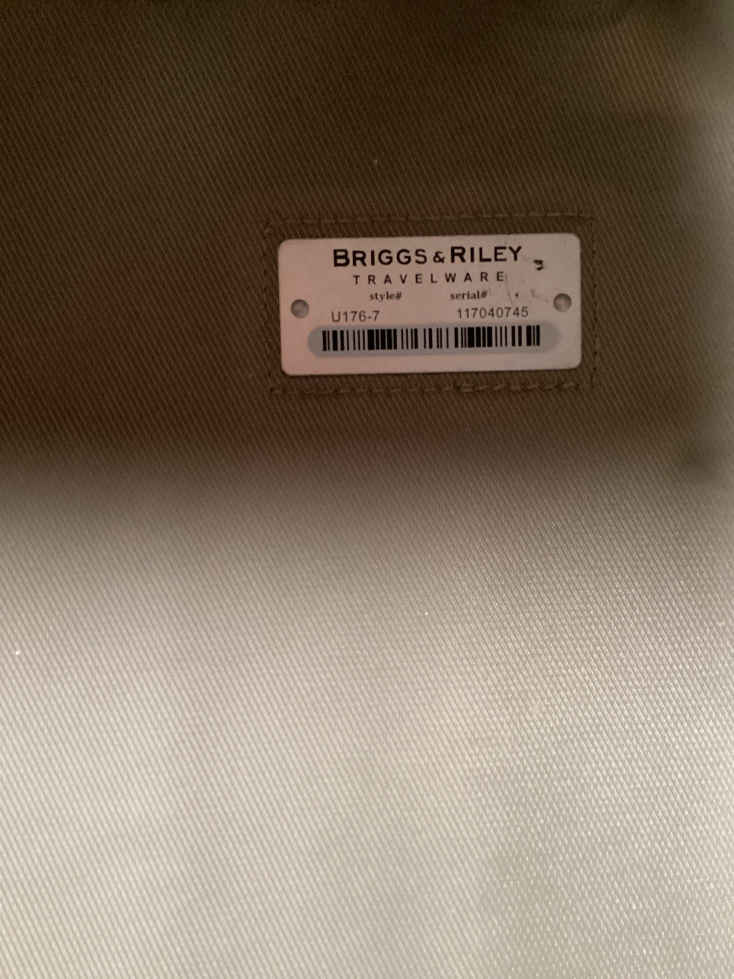 BRIGGS & RILEY
TRAVELWARE
style# serial#
U176-7 117040745